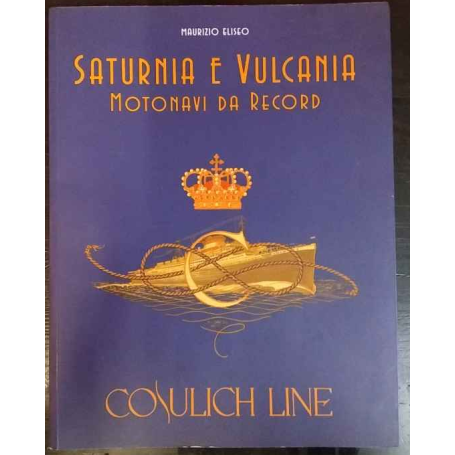 MAURIZIO ELISEO
SATURNIA E VULCANIA
MOTONAVI DA RECORD
C
COSULICH LINE